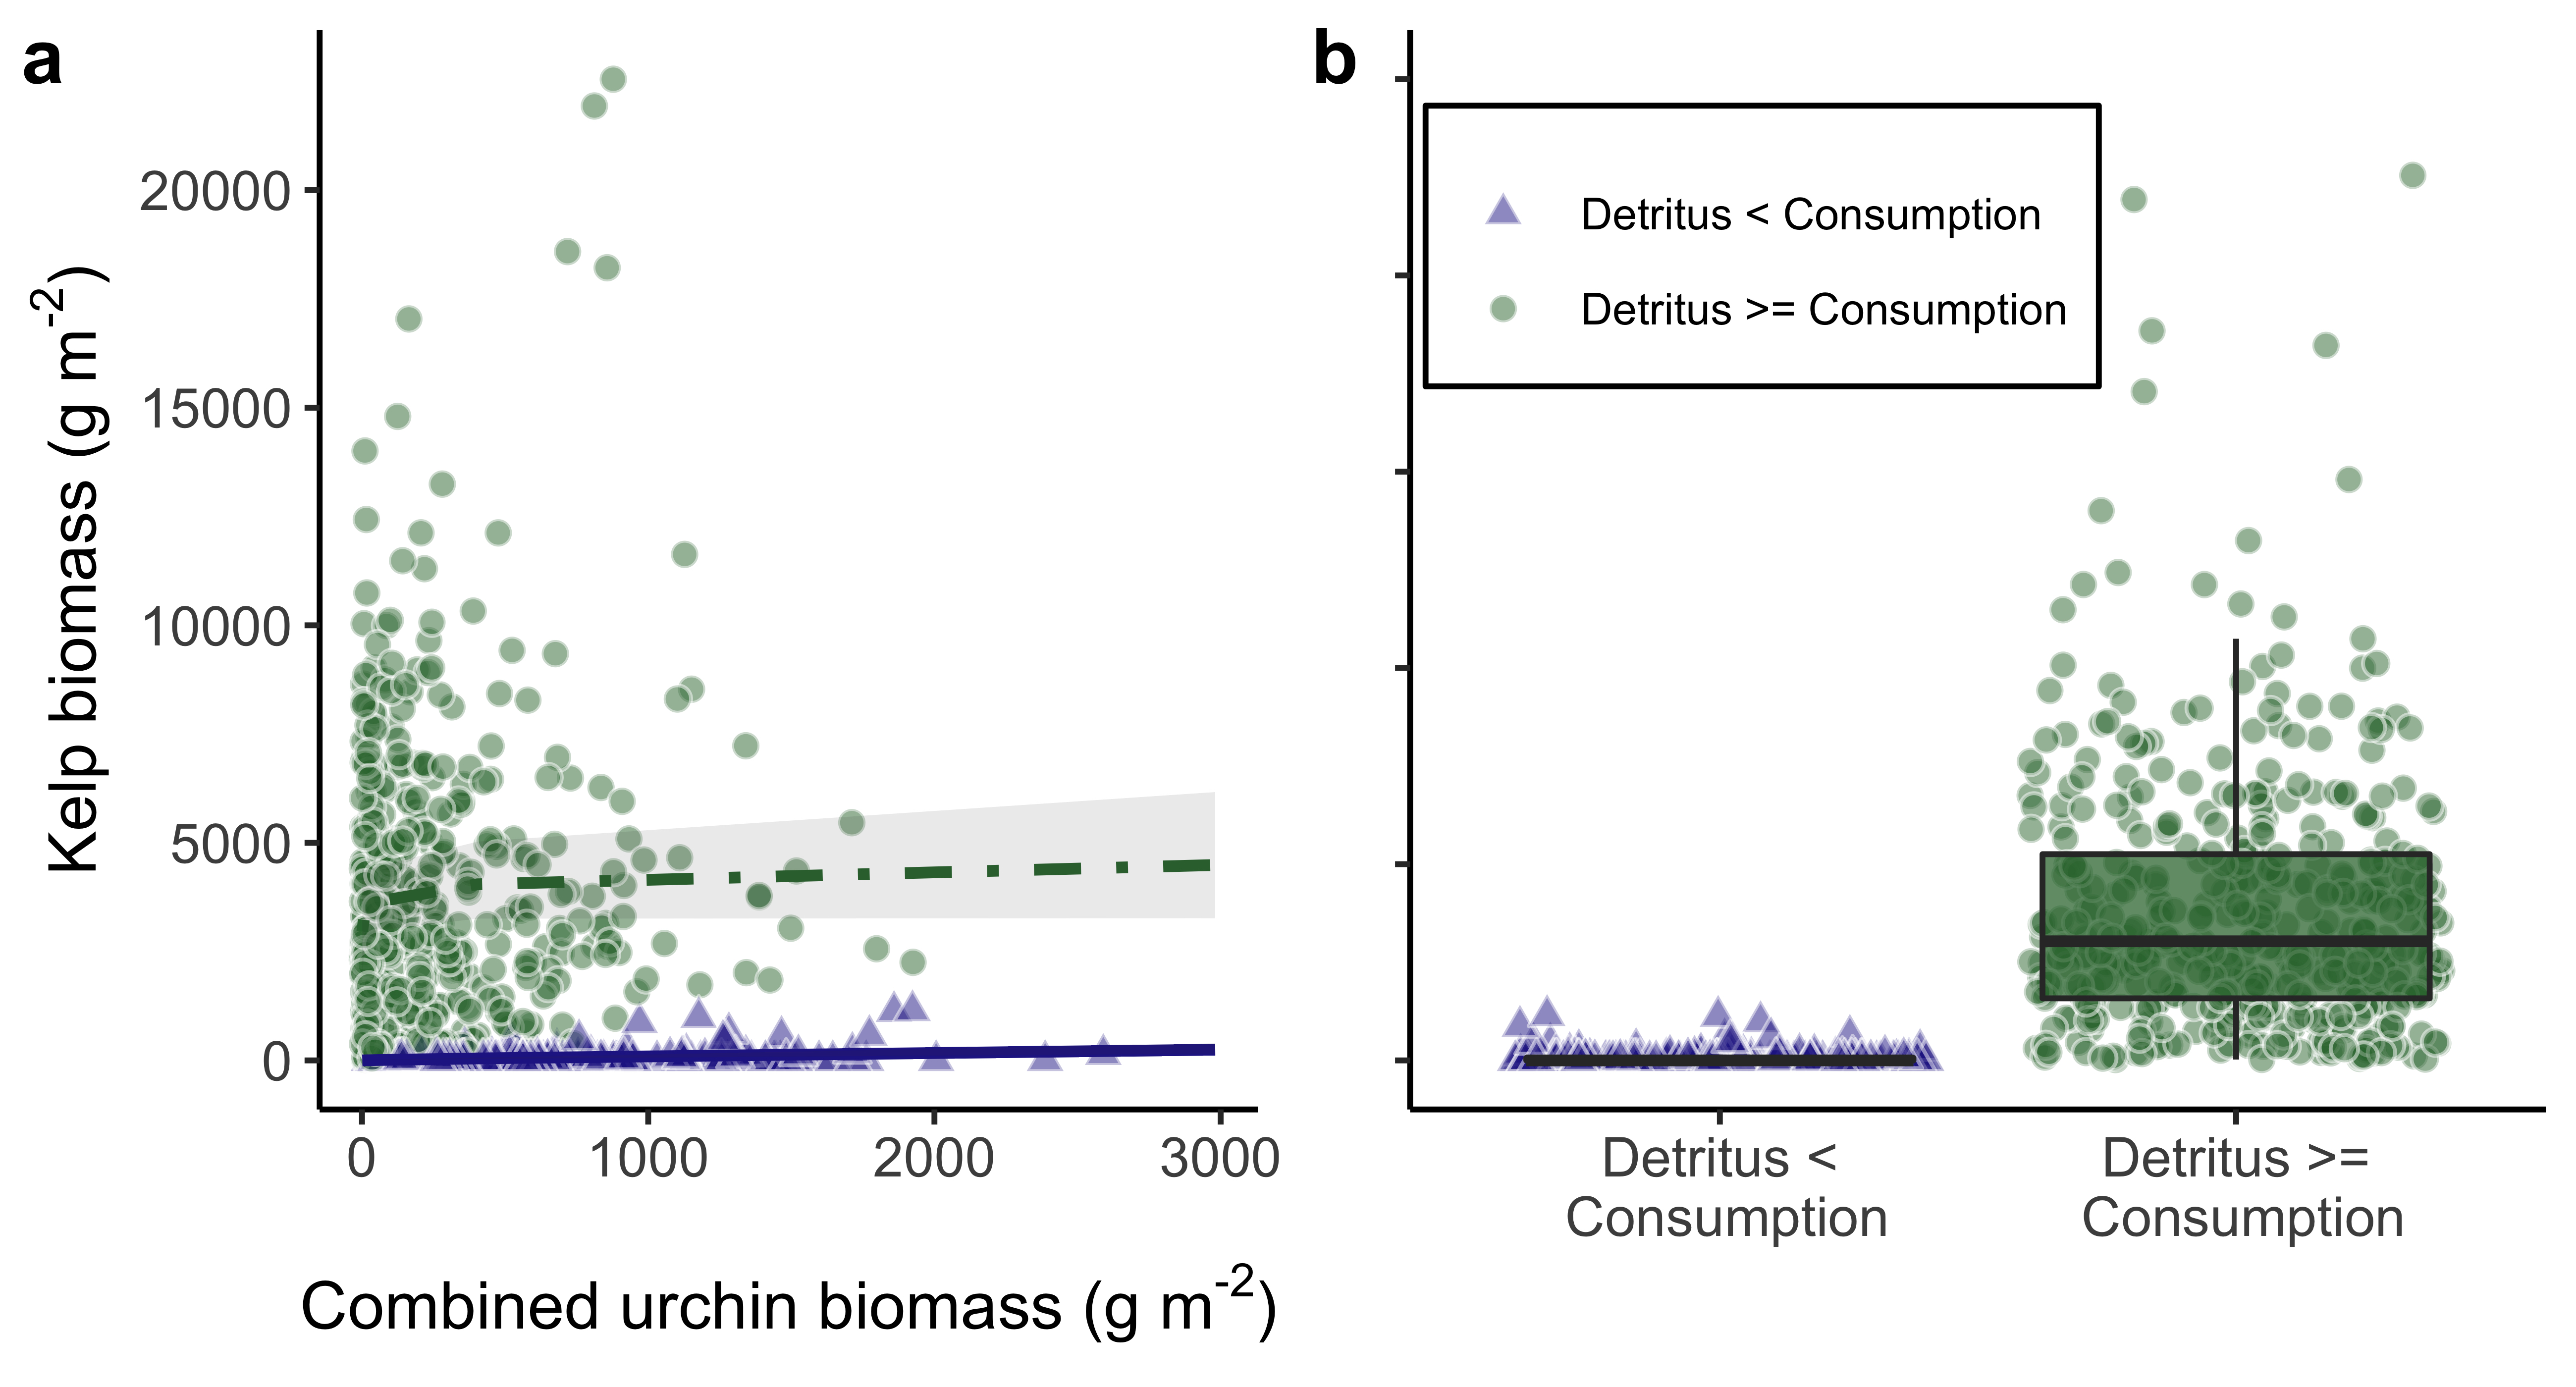 a
Kelp biomass (g m⁻²)
20000
15000
10000
5000
0
0 1000 2000 3000
Combined urchin biomass (g m⁻²)
b
Detritus < Consumption
Detritus >= Consumption
Detritus <
Consumption
Detritus >=
Consumption